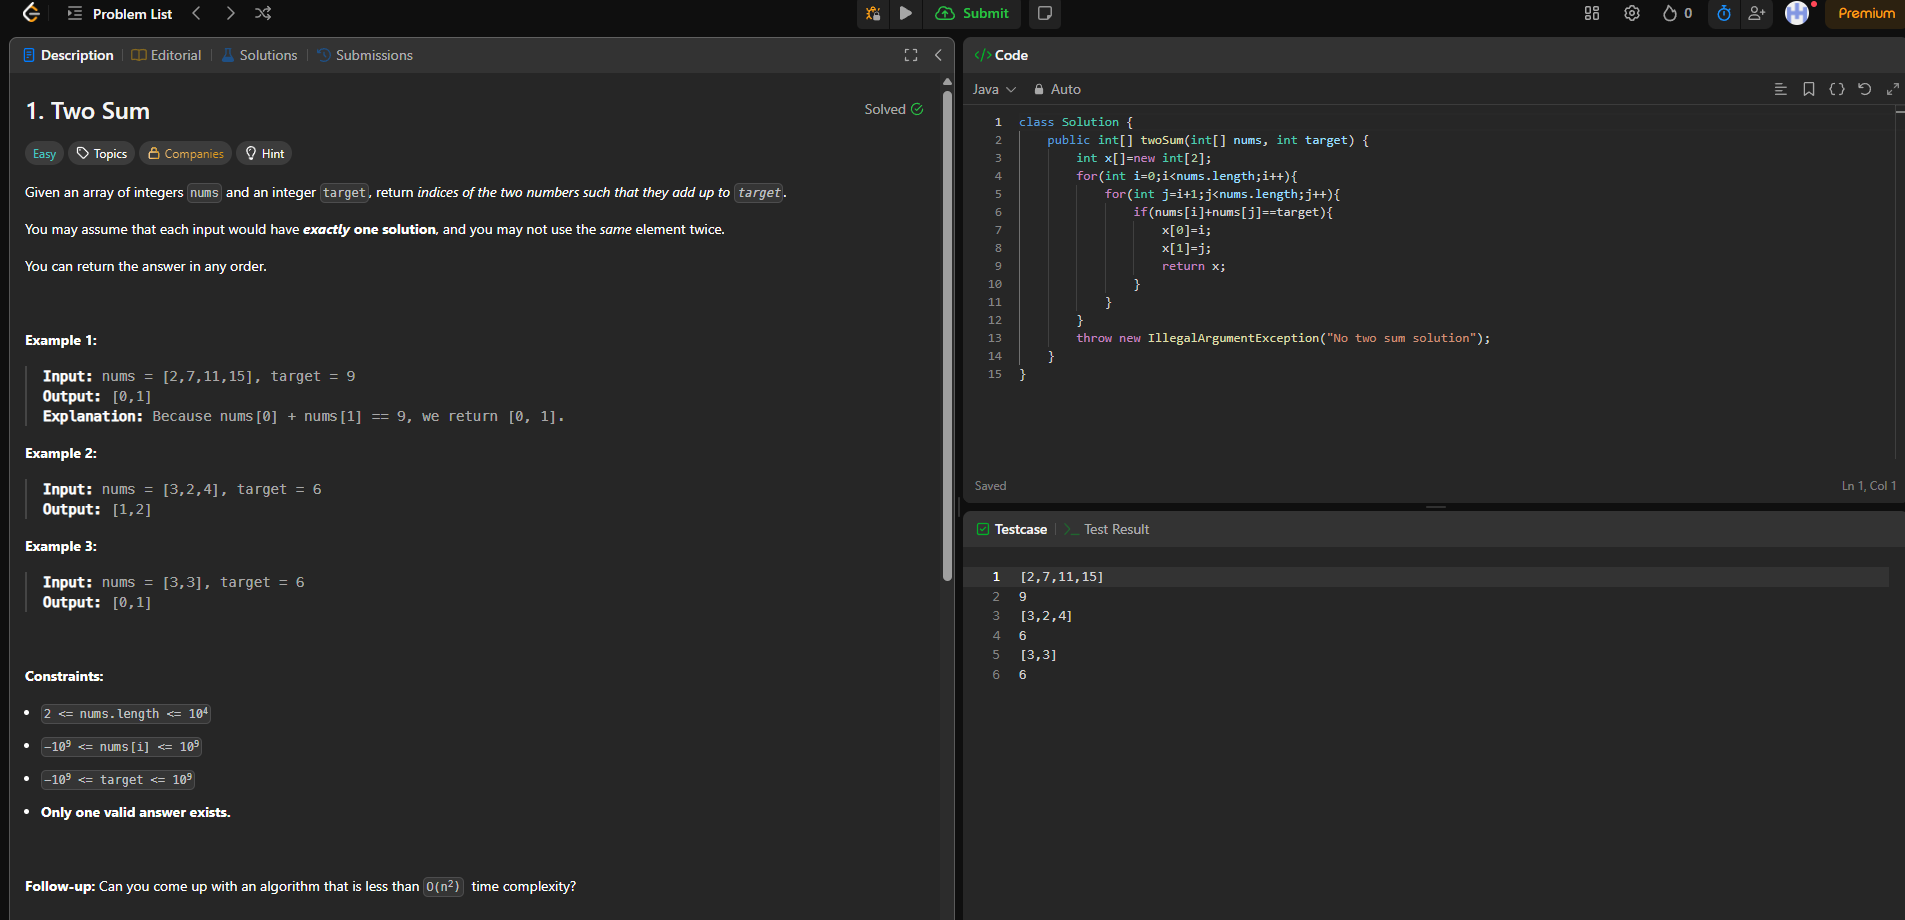 Problem List
Submit
0
Premium
Description
Editorial
Solutions
Submissions
1. Two Sum
Solved
Easy
Topics
Companies
Hint
Given an array of integers nums and an integer target, return indices of the two numbers such that they add up to target.
You may assume that each input would have exactly one solution, and you may not use the same element twice.
You can return the answer in any order.
Example 1:
Input: nums = [2,7,11,15], target = 9
Output: [0,1]
Explanation: Because nums[0] + nums[1] == 9, we return [0, 1].
Example 2:
Input: nums = [3,2,4], target = 6
Output: [1,2]
Example 3:
Input: nums = [3,3], target = 6
Output: [0,1]
Constraints:
• 2 <= nums.length <= 10⁴
• -10⁹ <= nums[i] <= 10⁹
• -10⁹ <= target <= 10⁹
• Only one valid answer exists.
Follow-up: Can you come up with an algorithm that is less than O(n²) time complexity?
</> Code
Java
Auto
1 class Solution {
2     public int[] twoSum(int[] nums, int target) {
3         int x[]=new int[2];
4         for(int i=0;i<nums.length;i++){
5             for(int j=i+1;j<nums.length;j++){
6                 if(nums[i]+nums[j]==target){
7                     x[0]=i;
8                     x[1]=j;
9                     return x;
10                 }
11             }
12         }
13         throw new IllegalArgumentException("No two sum solution");
14     }
15 }
Saved
Ln 1, Col 1
Testcase
>_ Test Result
1 [2,7,11,15]
2 9
3 [3,2,4]
4 6
5 [3,3]
6 6